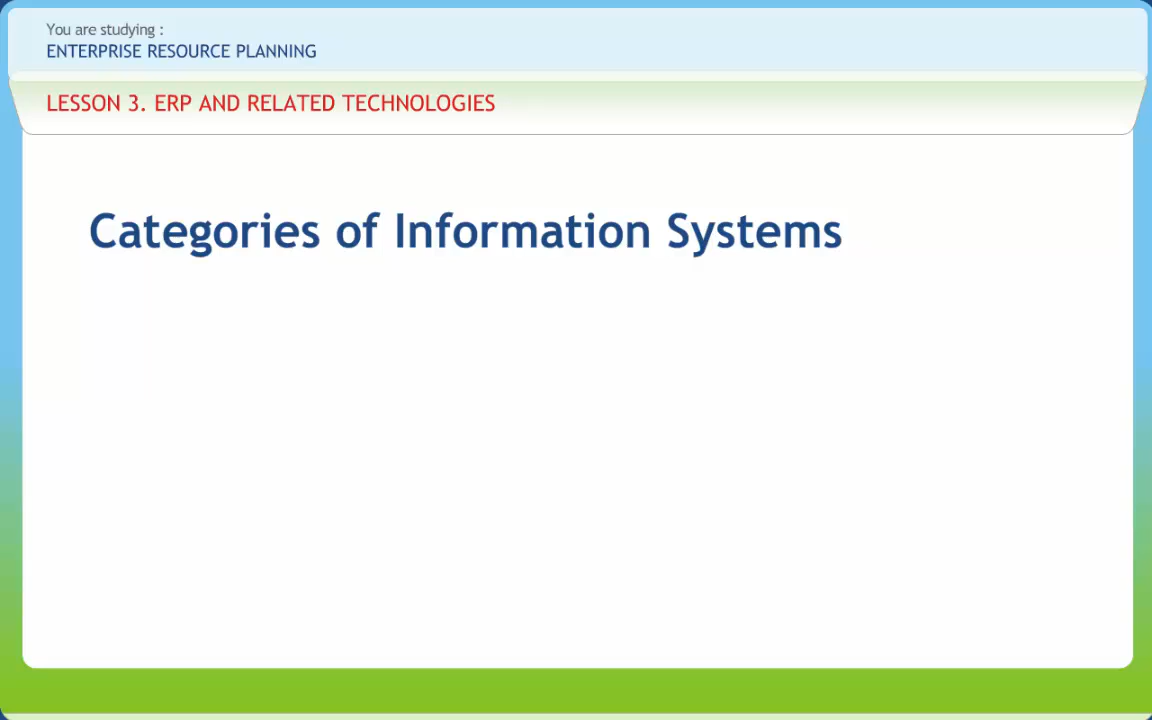 You are studying :
ENTERPRISE RESOURCE PLANNING
LESSON 3. ERP AND RELATED TECHNOLOGIES
Categories of Information Systems